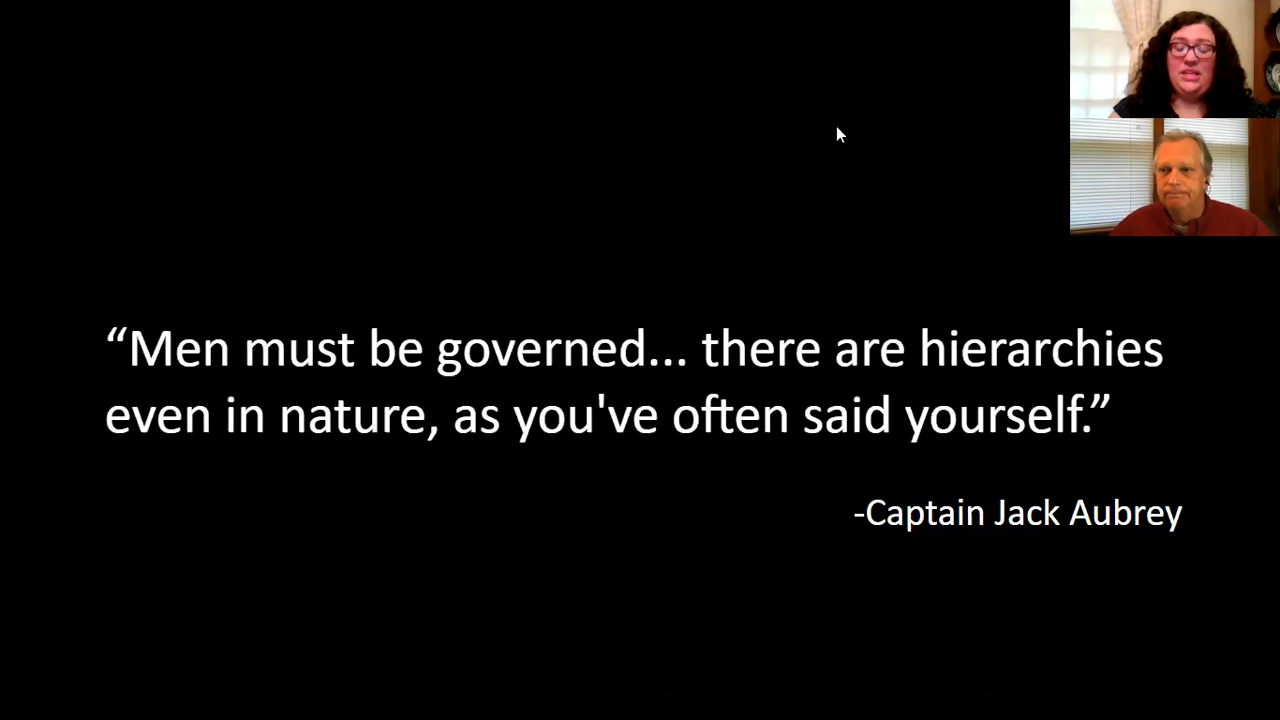 “Men must be governed... there are hierarchies
even in nature, as you've often said yourself.”
-Captain Jack Aubrey